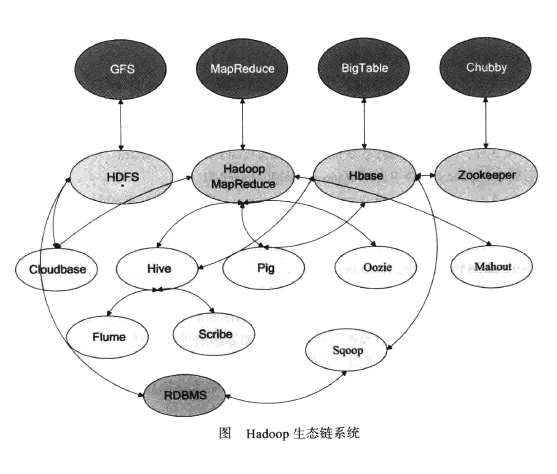 GFS
MapReduce
BigTable
Chubby
HDFS
Hadoop
MapReduce
Hbase
Zookeeper
Cloudbase
Hive
Pig
Oozie
Mahout
Flume
Scribe
Sqoop
RDBMS
图 Hadoop 生态链系统